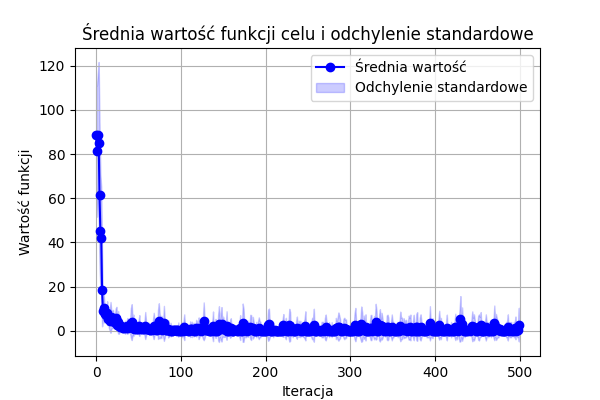 Średnia wartość funkcji celu i odchylenie standardowe
Średnia wartość
Odchylenie standardowe
Wartość funkcji
120
100
80
60
40
20
0
0 100 200 300 400 500
Iteracja